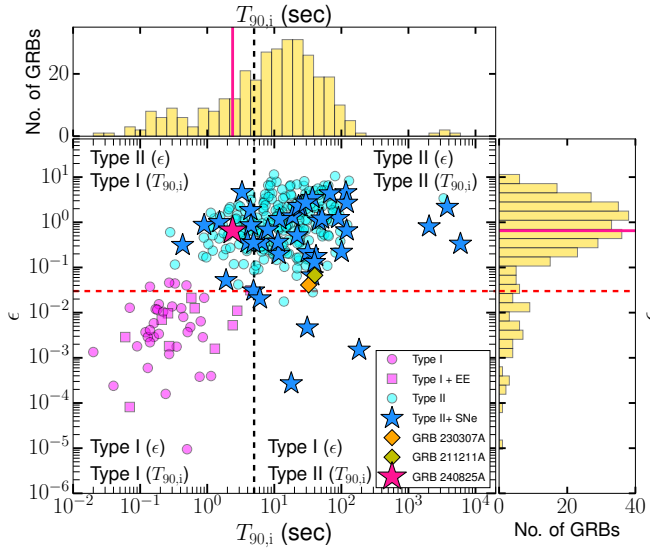 T90,i (sec)
No. of GRBs
20
0
Type II (ϵ)
Type I (T90,i)
Type II (ϵ)
Type II (T90,i)
10^1
10^0
10^-1
10^-2
10^-3
10^-4
10^-5
10^-6
ϵ
Type I
Type I + EE
Type II
Type II+ SNe
GRB 230307A
GRB 211211A
GRB 240825A
Type I (ϵ)
Type I (T90,i)
Type I (ϵ)
Type II (T90,i)
10^-2 10^-1 10^0 10^1 10^2 10^3 10^4
T90,i (sec)
0 20 40
No. of GRBs
ϵ